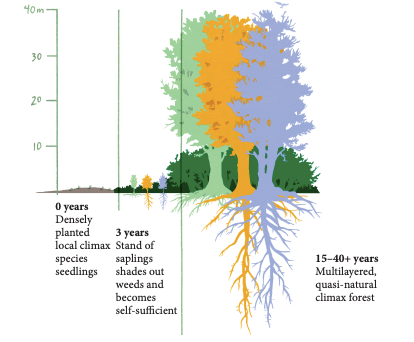 40m
30
20
10
0 years
Densely
planted
local climax
species
seedlings
3 years
Stand of
saplings
shades out
weeds and
becomes
self-sufficient
15–40+ years
Multilayered,
quasi-natural
climax forest